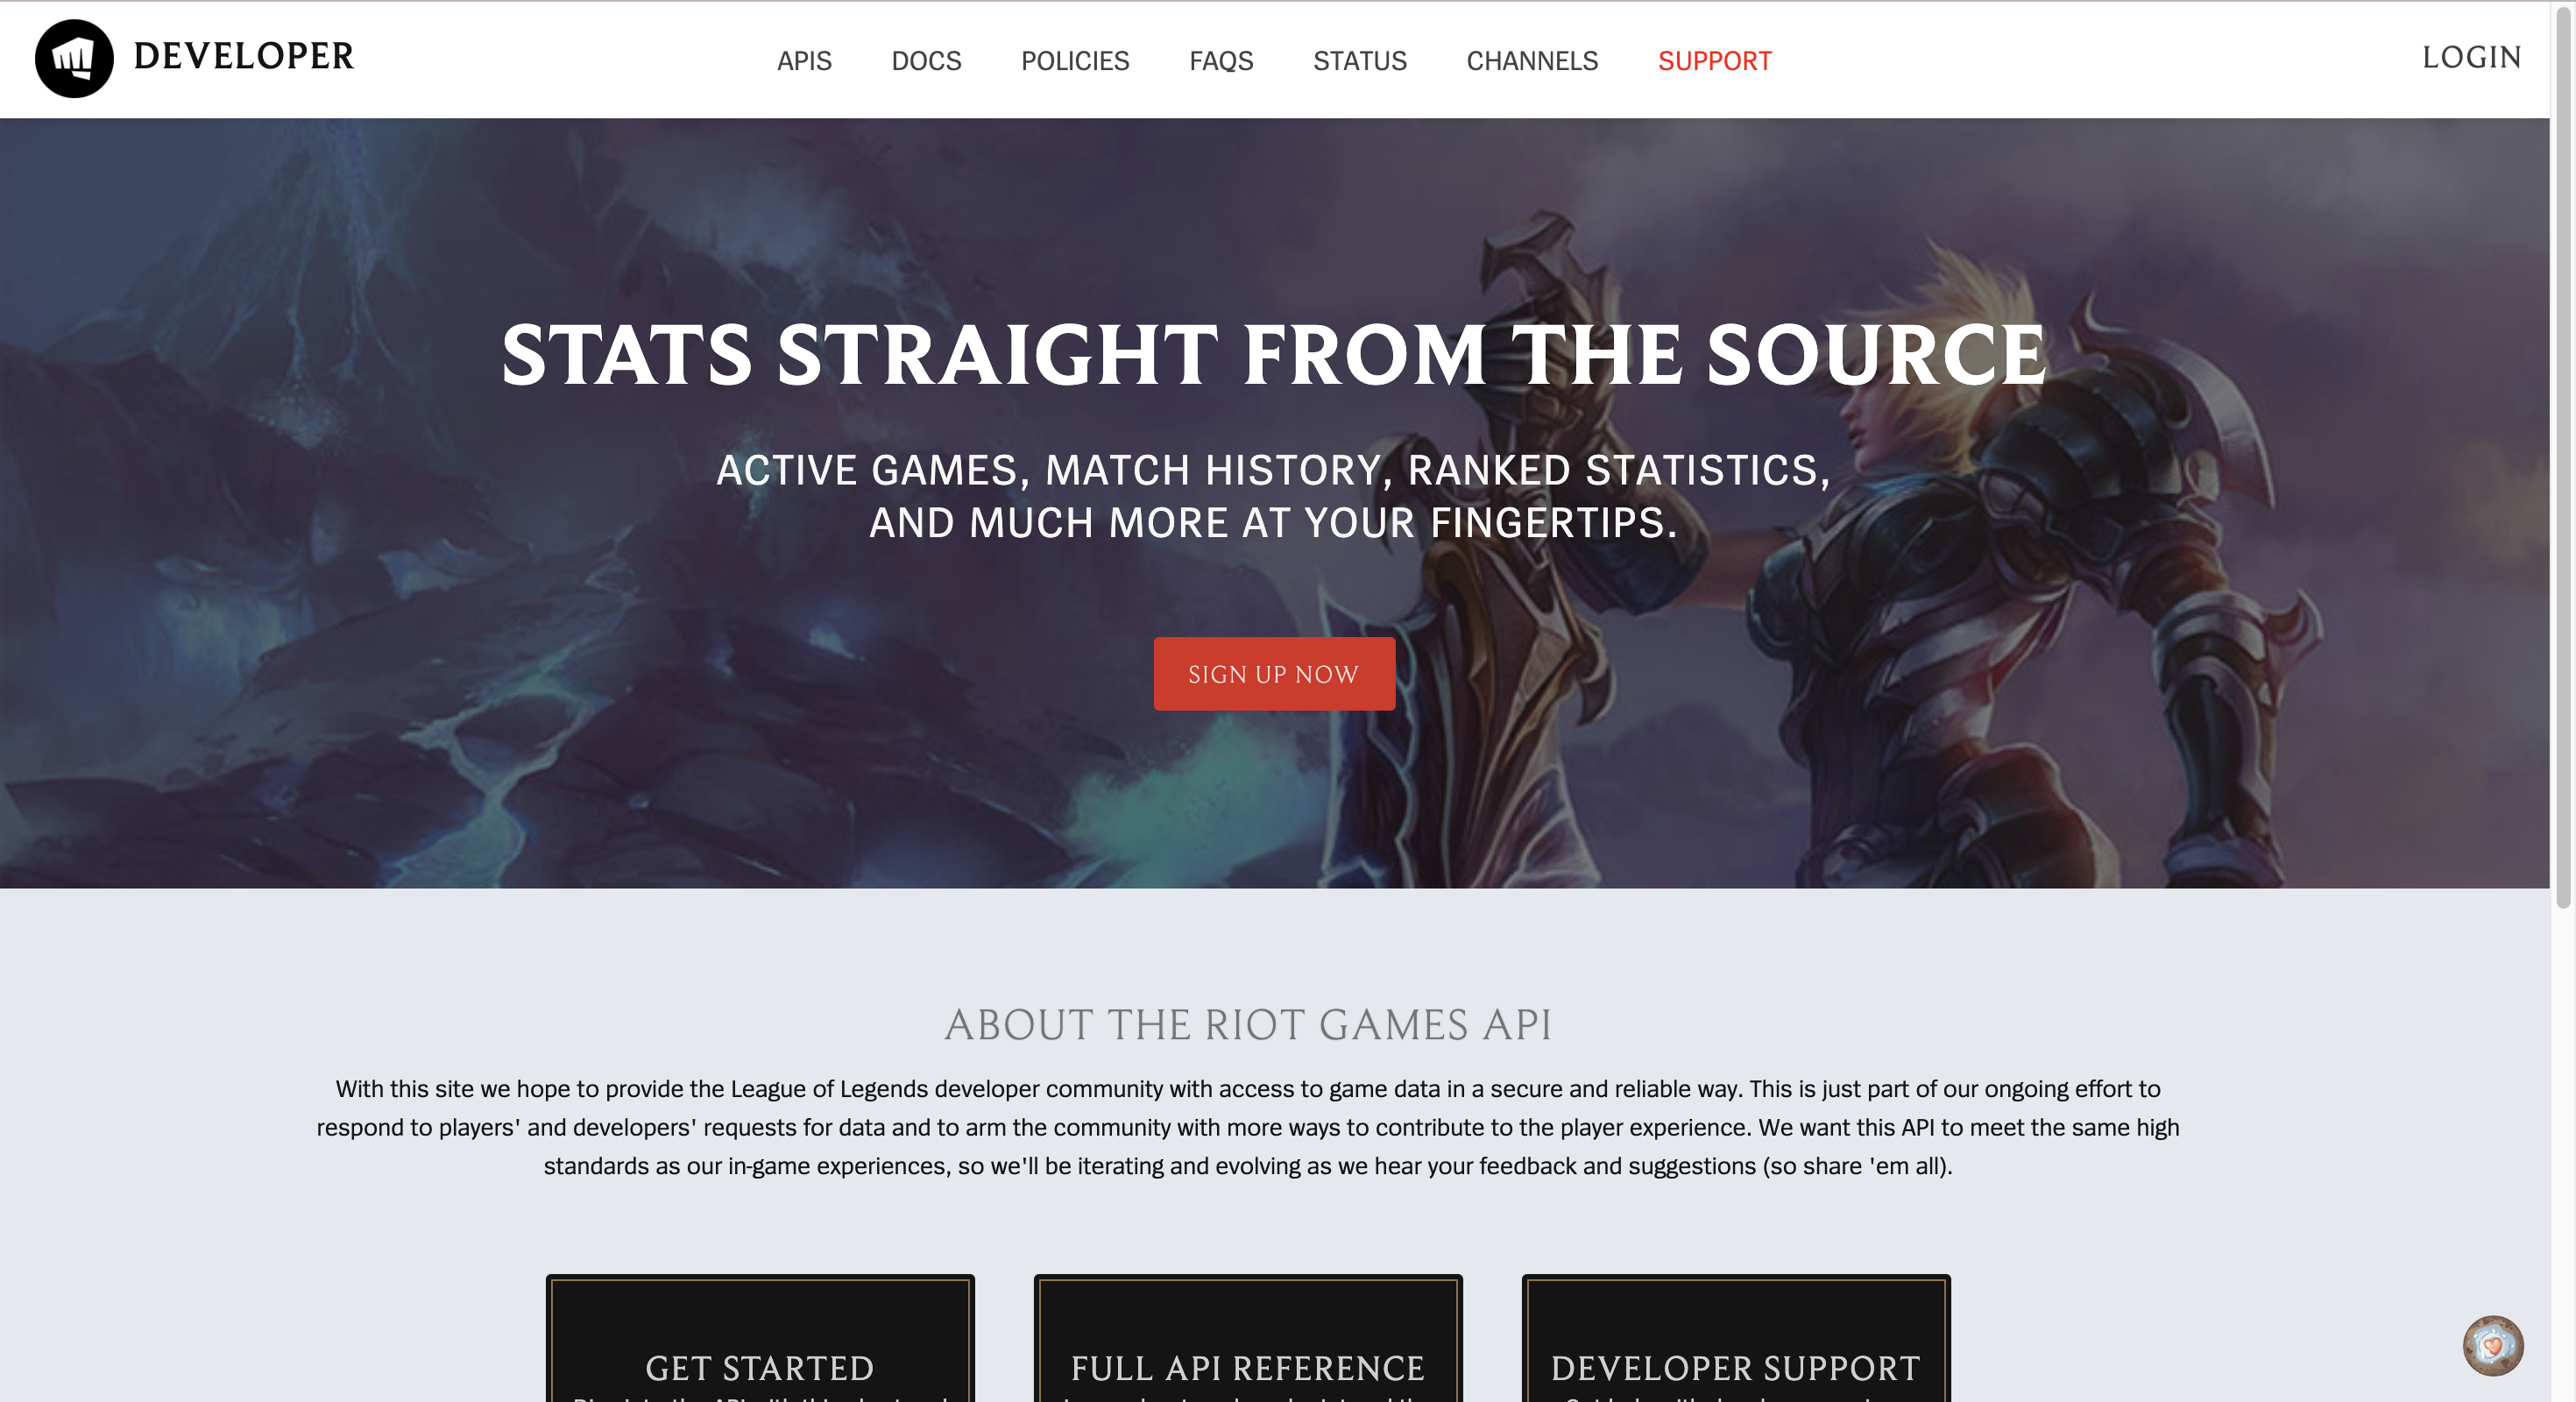 DEVELOPER
APIS DOCS POLICIES FAQS STATUS CHANNELS SUPPORT
LOGIN
STATS STRAIGHT FROM THE SOURCE
ACTIVE GAMES, MATCH HISTORY, RANKED STATISTICS,
AND MUCH MORE AT YOUR FINGERTIPS.
SIGN UP NOW
ABOUT THE RIOT GAMES API
With this site we hope to provide the League of Legends developer community with access to game data in a secure and reliable way. This is just part of our ongoing effort to
respond to players' and developers' requests for data and to arm the community with more ways to contribute to the player experience. We want this API to meet the same high
standards as our in-game experiences, so we'll be iterating and evolving as we hear your feedback and suggestions (so share 'em all).
GET STARTED
FULL API REFERENCE
DEVELOPER SUPPORT